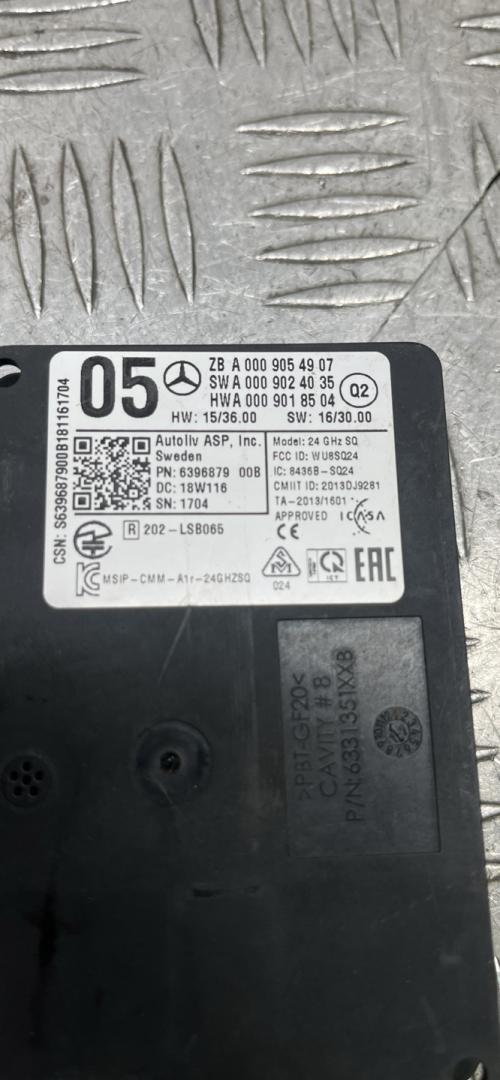 05
ZB A 000 905 49 07
SW A 000 902 40 35
HW A 000 901 85 04
Q2
HW: 15/36.00 SW: 16/30.00
CSN: S639687900B181161704
Autoliv ASP, Inc.
Sweden
PN: 6396879 00B
DC: 18W116
SN: 1704
Model: 24 GHz SQ
FCC ID: WU8SQ24
IC: 8436B-SQ24
CMIIT ID: 2013DJ9281
TA-2013/1601
APPROVED ICASA
R 202-LSB065
CE
MSIP-CMM-A1r-24GHZSQ
024
IST
EAC
>PBT-GF20<
CAVITY # 8
P/N:6331351XXB